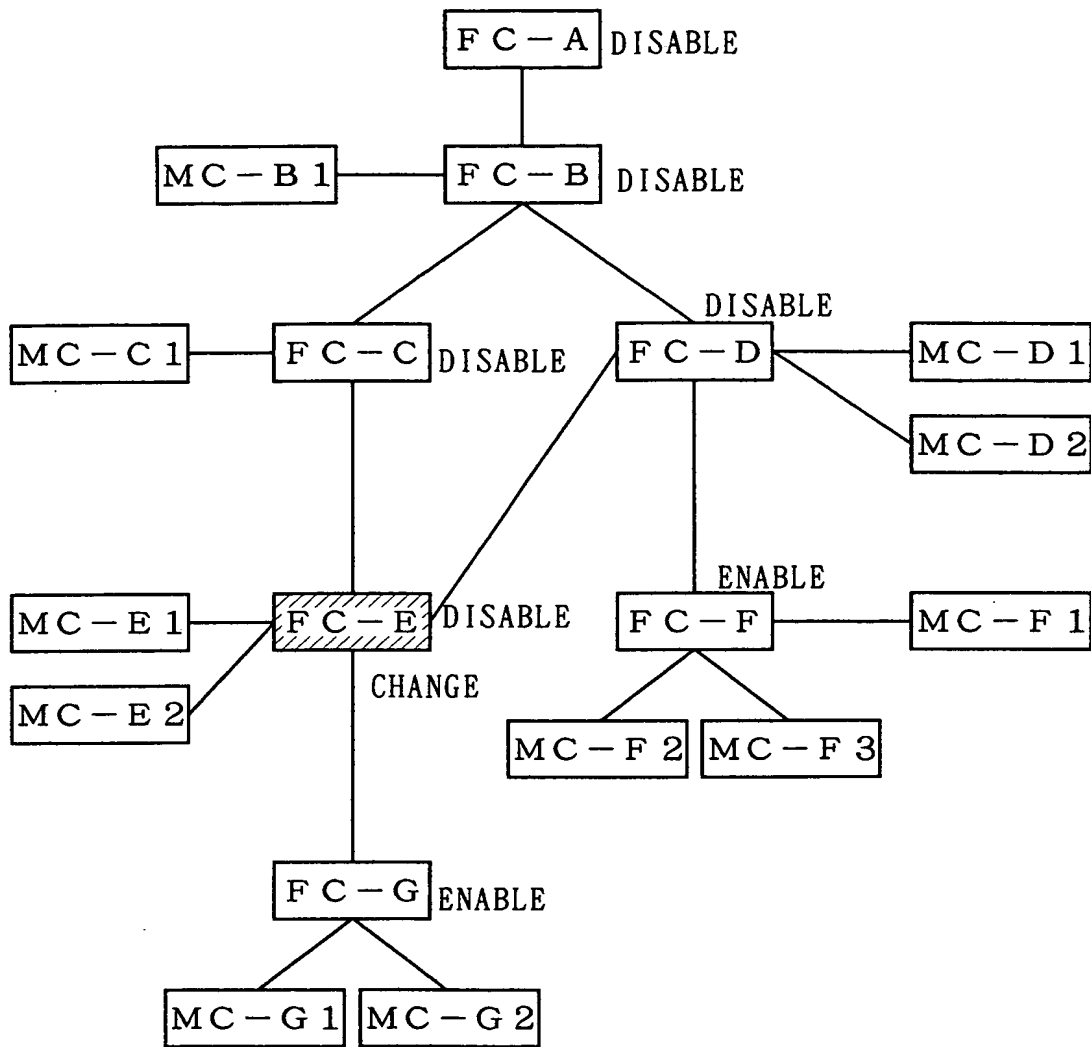 FC-A DISABLE
MC-B1 FC-B DISABLE
DISABLE
MC-C1 FC-C DISABLE FC-D MC-D1
MC-D2
ENABLE
MC-E1 FC-E DISABLE FC-F MC-F1
CHANGE
MC-E2 MC-F2 MC-F3
FC-G ENABLE
MC-G1 MC-G2